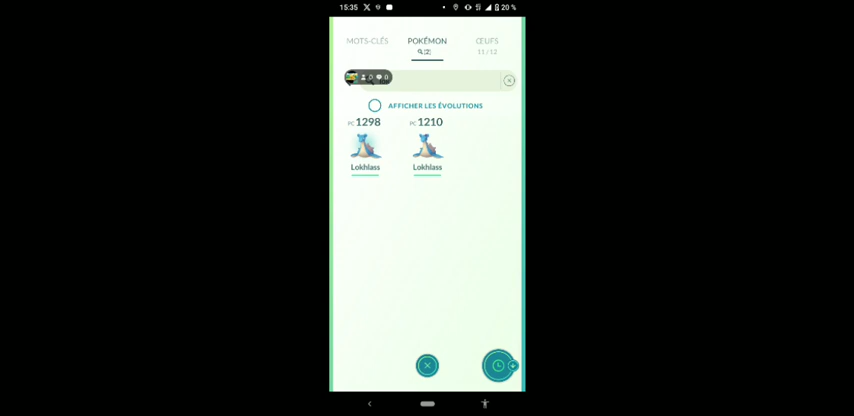 15:35 20 %
MOTS-CLÉS POKÉMON ŒUFS
(2) 11/12
0 0
AFFICHER LES ÉVOLUTIONS
PC 1298 PC 1210
Lokhlass Lokhlass